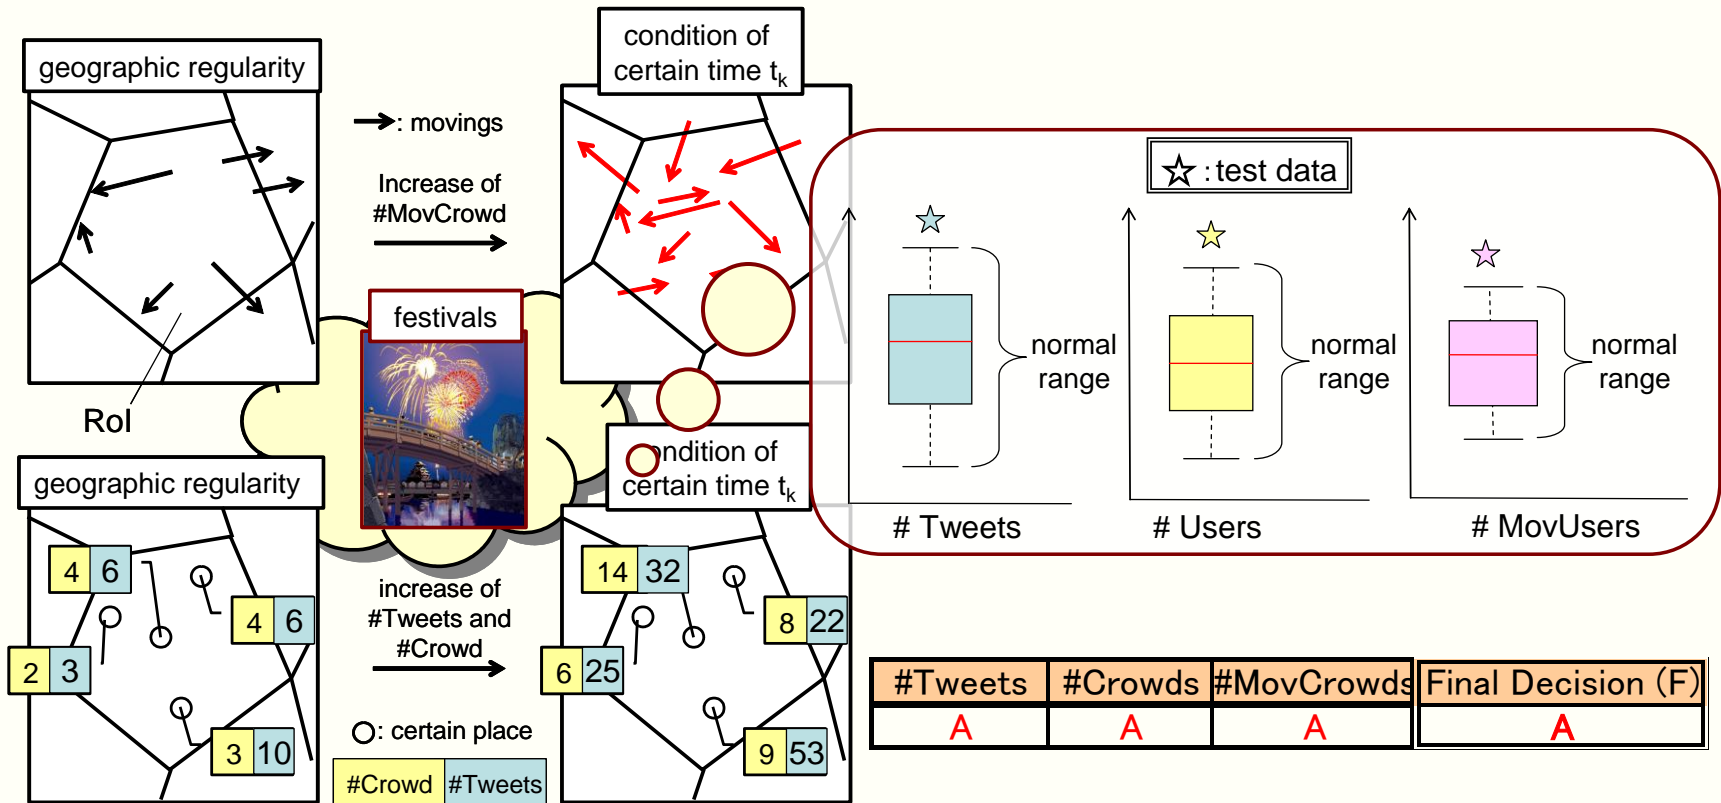 geographic regularity
: movings
Increase of
#MovCrowd
condition of
certain time tk
RoI
festivals
☆ : test data
normal
range
# Tweets
normal
range
# Users
normal
range
# MovUsers
geographic regularity
4 6
4 6
2 3
3 10
increase of
#Tweets and
#Crowd
: certain place
#Crowd #Tweets
ondition of
certain time tk
14 32
8 22
6 25
9 53
#Tweets #Crowds #MovCrowds Final Decision (F)
A A A A